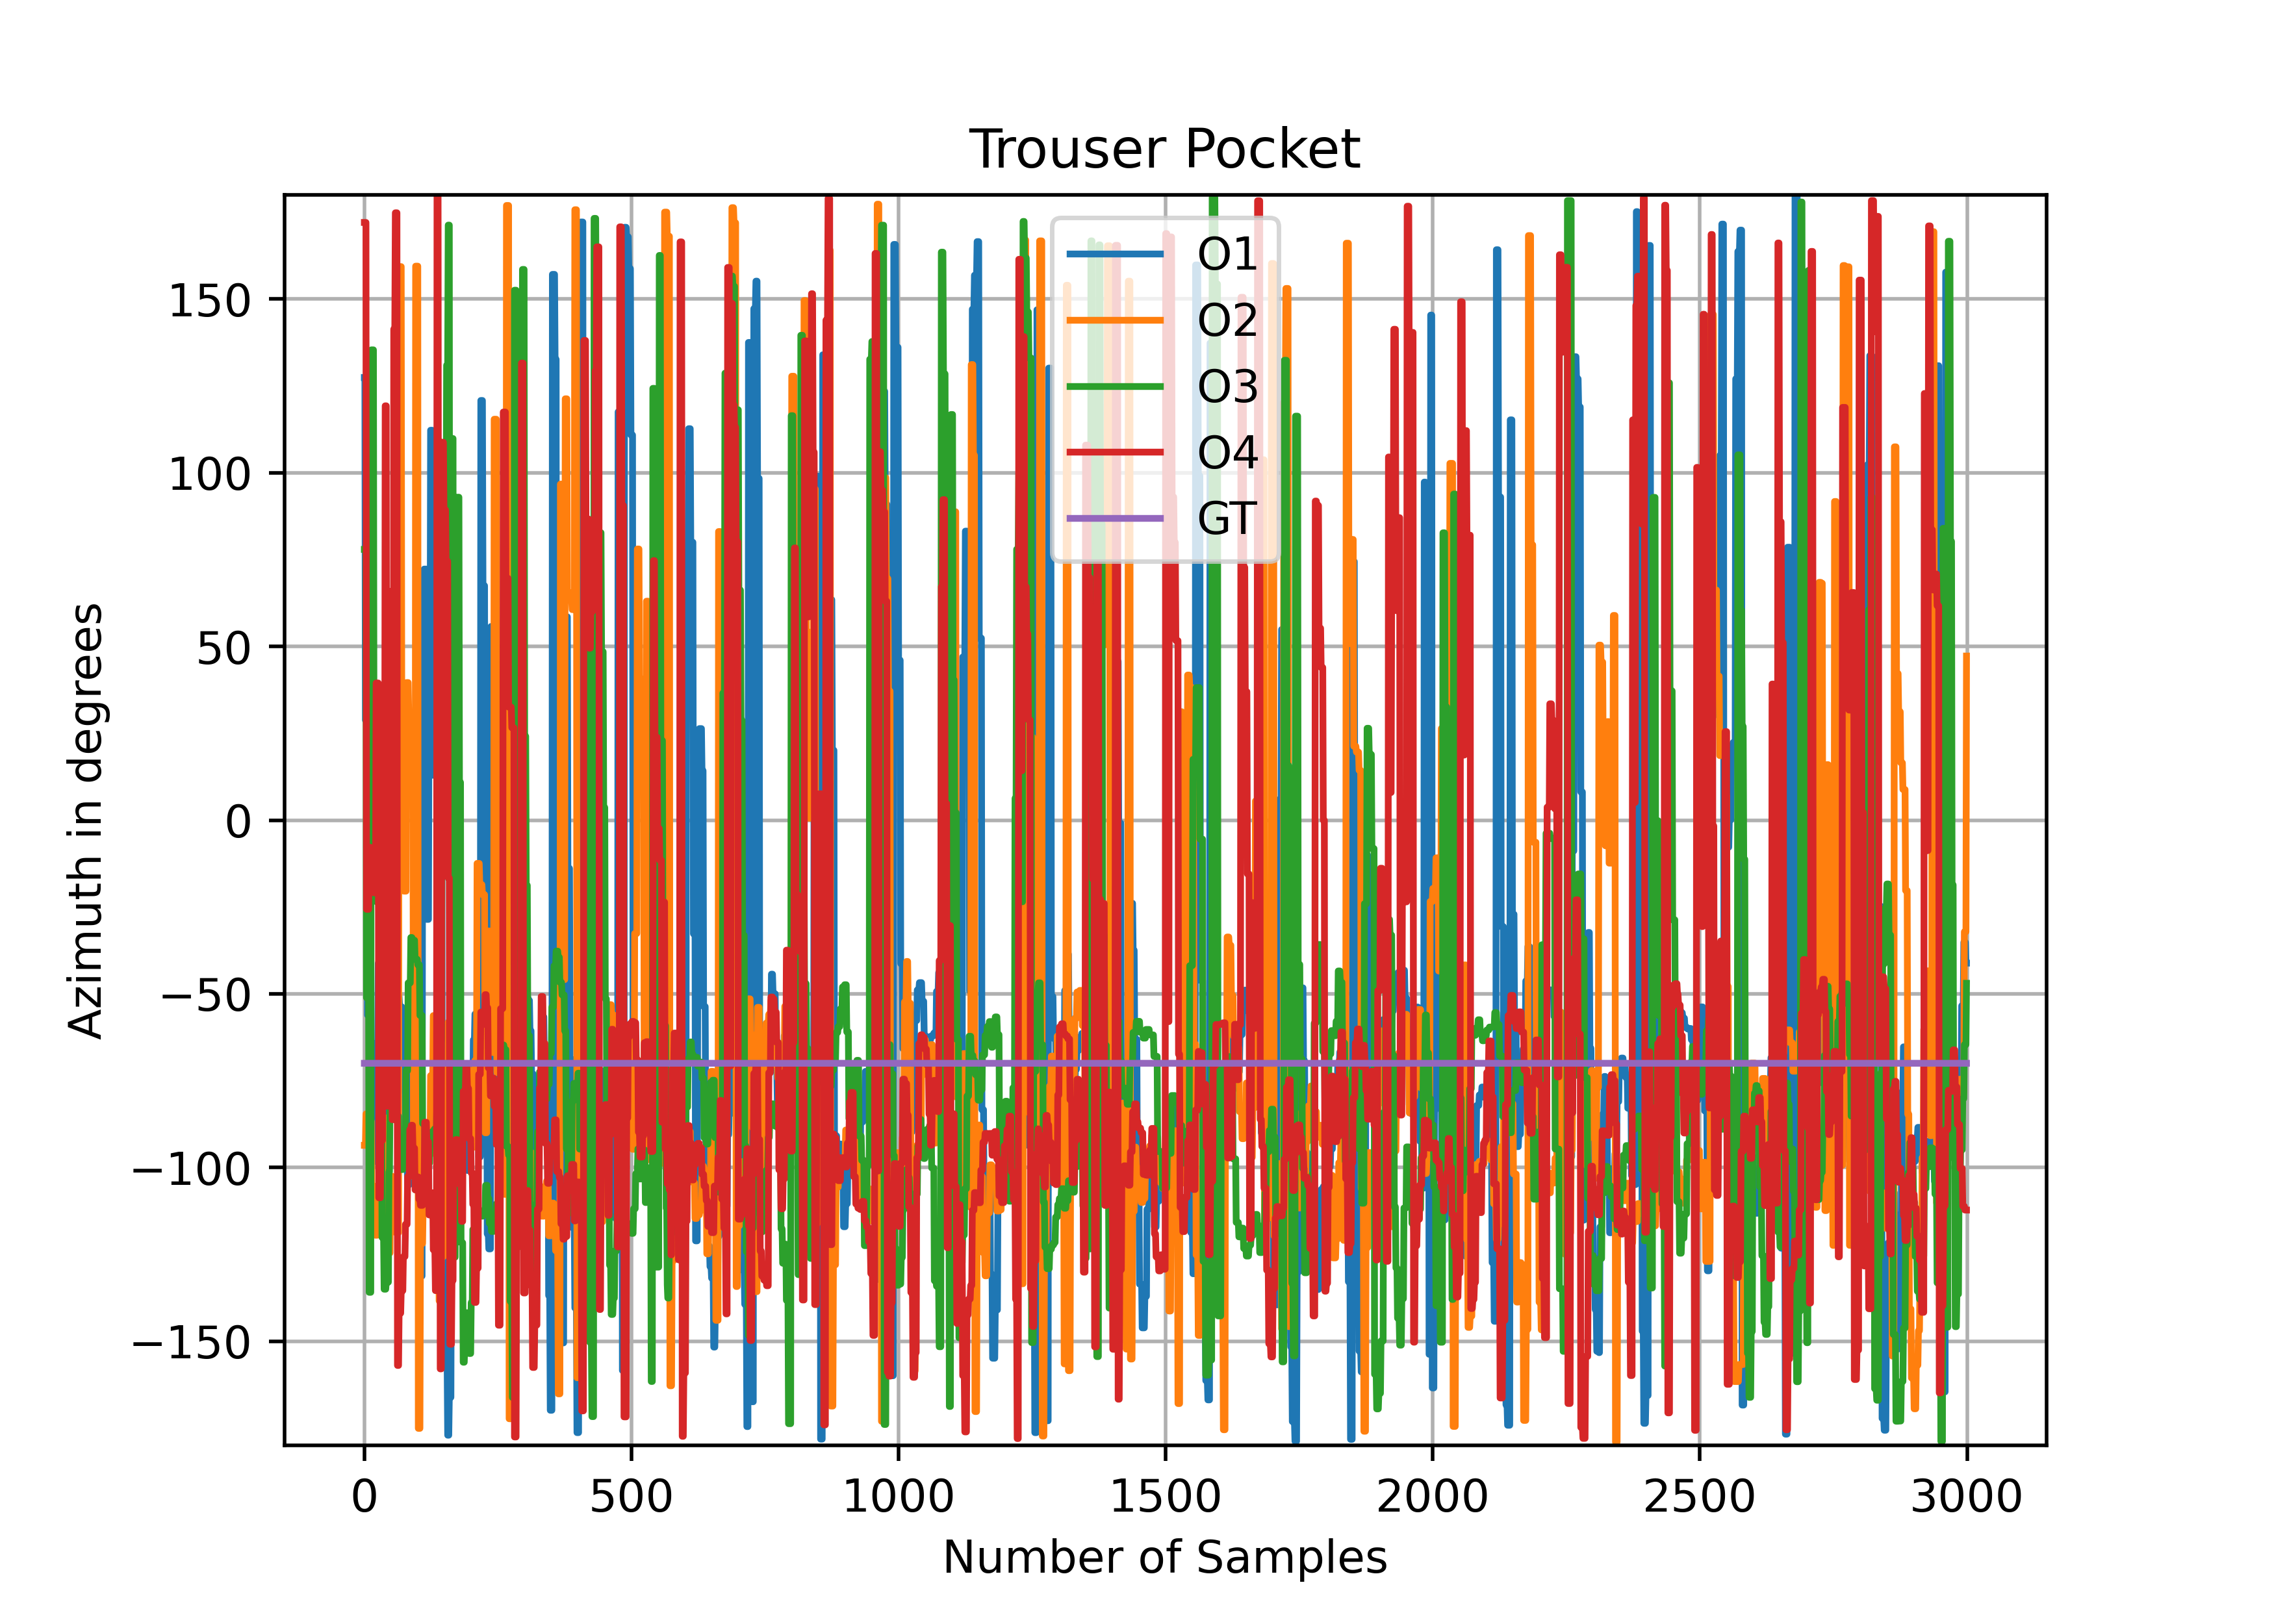 Trouser Pocket
O1
O2
O3
O4
GT
150
100
50
0
−50
−100
−150
Azimuth in degrees
0 500 1000 1500 2000 2500 3000
Number of Samples